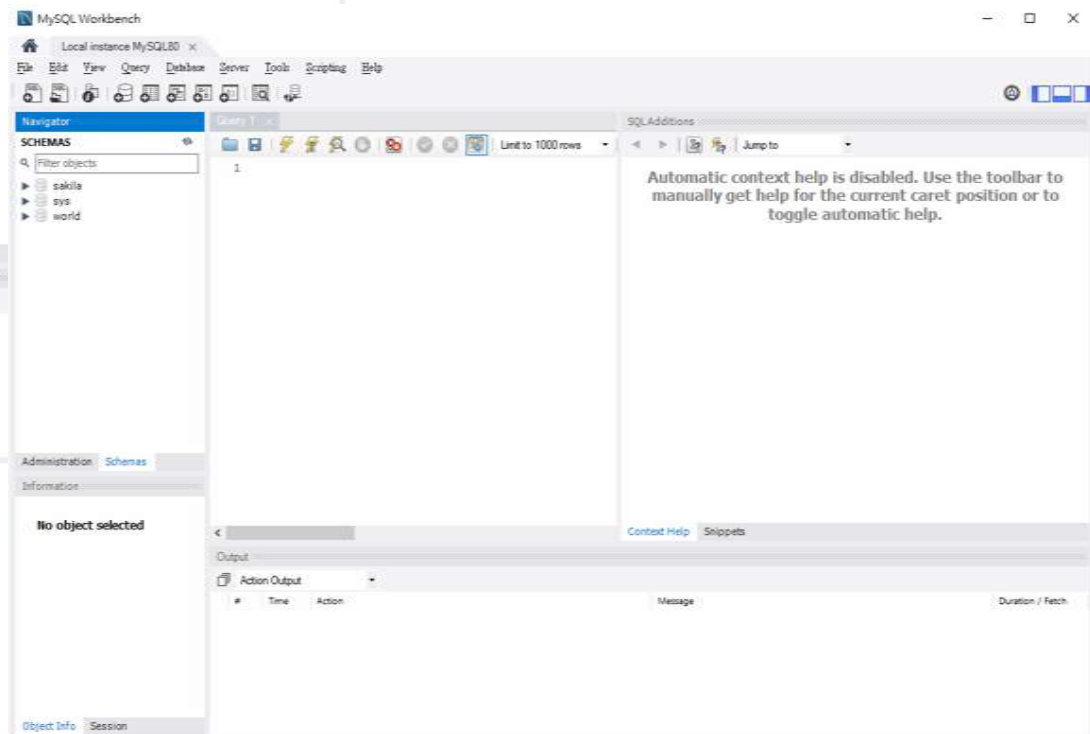 MySQL Workbench
Local instance MySQL80
File Edit View Query Database Server Tools Scripting Help
Navigator
SCHEMAS
Filter objects
sakila
sys
world
Administration Schemas
Information
No object selected
Object Info Session
Query 1
Limit to 1000 rows
1
SQLAdditions
Jump to
Automatic context help is disabled. Use the toolbar to
manually get help for the current caret position or to
toggle automatic help.
Context Help Snippets
Output
Action Output
# Time Action Message Duration / Fetch